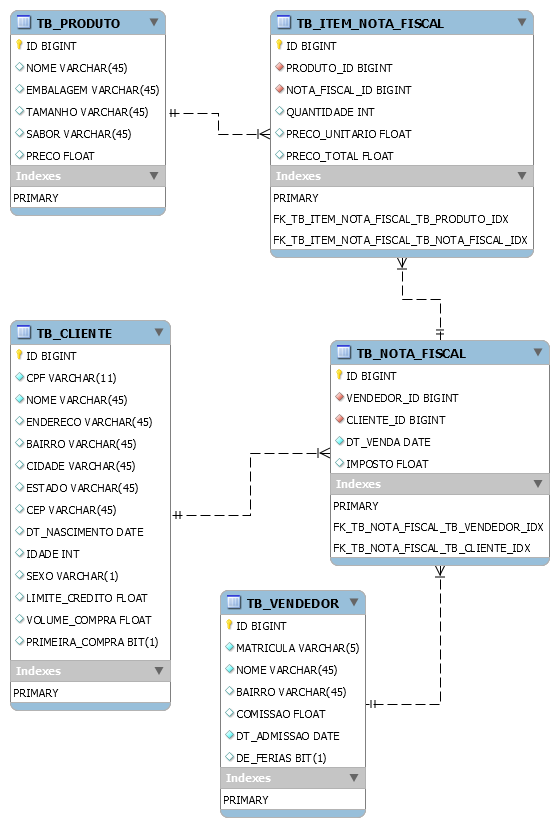 TB_PRODUTO
ID BIGINT
NOME VARCHAR(45)
EMBALAGEM VARCHAR(45)
TAMANHO VARCHAR(45)
SABOR VARCHAR(45)
PRECO FLOAT
Indexes
PRIMARY
TB_ITEM_NOTA_FISCAL
ID BIGINT
PRODUTO_ID BIGINT
NOTA_FISCAL_ID BIGINT
QUANTIDADE INT
PRECO_UNITARIO FLOAT
PRECO_TOTAL FLOAT
Indexes
PRIMARY
FK_TB_ITEM_NOTA_FISCAL_TB_PRODUTO_IDX
FK_TB_ITEM_NOTA_FISCAL_TB_NOTA_FISCAL_IDX
TB_CLIENTE
ID BIGINT
CPF VARCHAR(11)
NOME VARCHAR(45)
ENDERECO VARCHAR(45)
BAIRRO VARCHAR(45)
CIDADE VARCHAR(45)
ESTADO VARCHAR(45)
CEP VARCHAR(45)
DT_NASCIMENTO DATE
IDADE INT
SEXO VARCHAR(1)
LIMITE_CREDITO FLOAT
VOLUME_COMPRA FLOAT
PRIMEIRA_COMPRA BIT(1)
Indexes
PRIMARY
TB_NOTA_FISCAL
ID BIGINT
VENDEDOR_ID BIGINT
CLIENTE_ID BIGINT
DT_VENDA DATE
IMPOSTO FLOAT
Indexes
PRIMARY
FK_TB_NOTA_FISCAL_TB_VENDEDOR_IDX
FK_TB_NOTA_FISCAL_TB_CLIENTE_IDX
TB_VENDEDOR
ID BIGINT
MATRICULA VARCHAR(5)
NOME VARCHAR(45)
BAIRRO VARCHAR(45)
COMISSAO FLOAT
DT_ADMISSAO DATE
DE_FERIAS BIT(1)
Indexes
PRIMARY